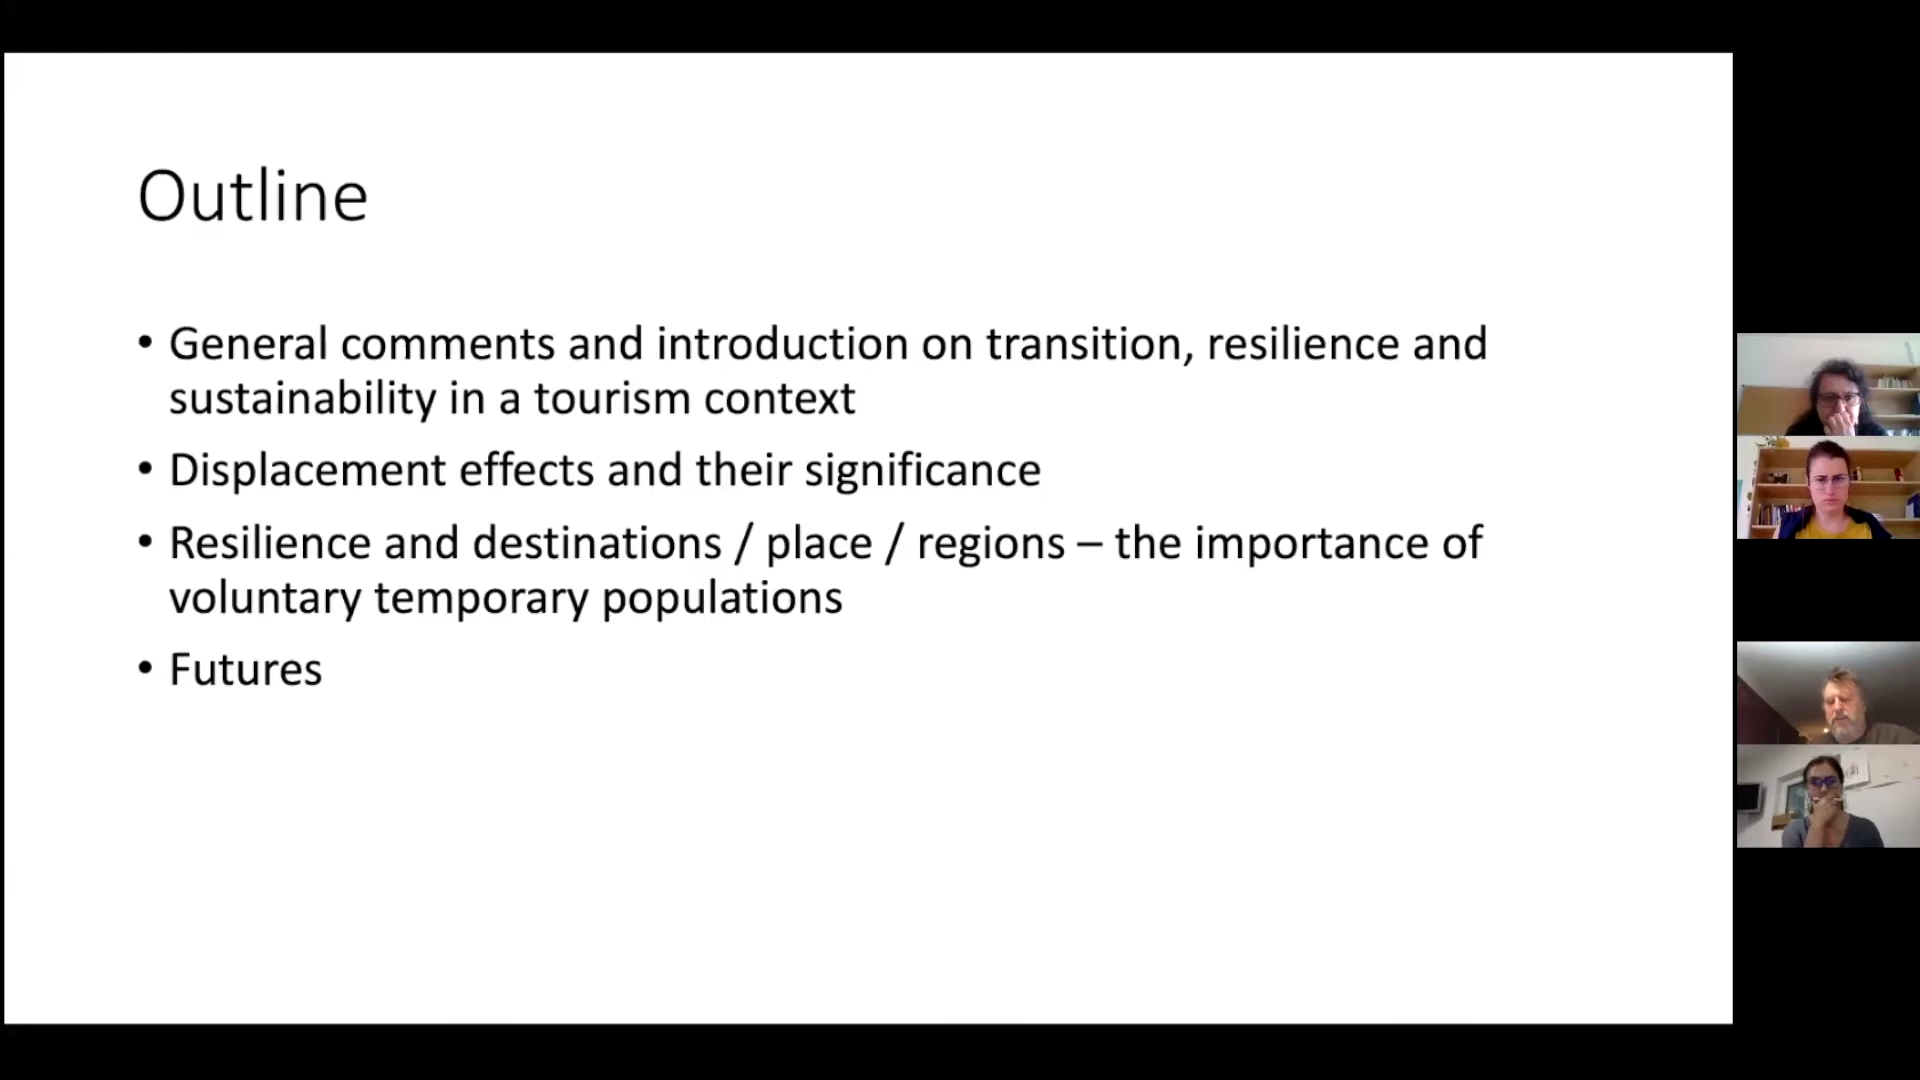 Outline
• General comments and introduction on transition, resilience and
sustainability in a tourism context
• Displacement effects and their significance
• Resilience and destinations / place / regions – the importance of
voluntary temporary populations
• Futures